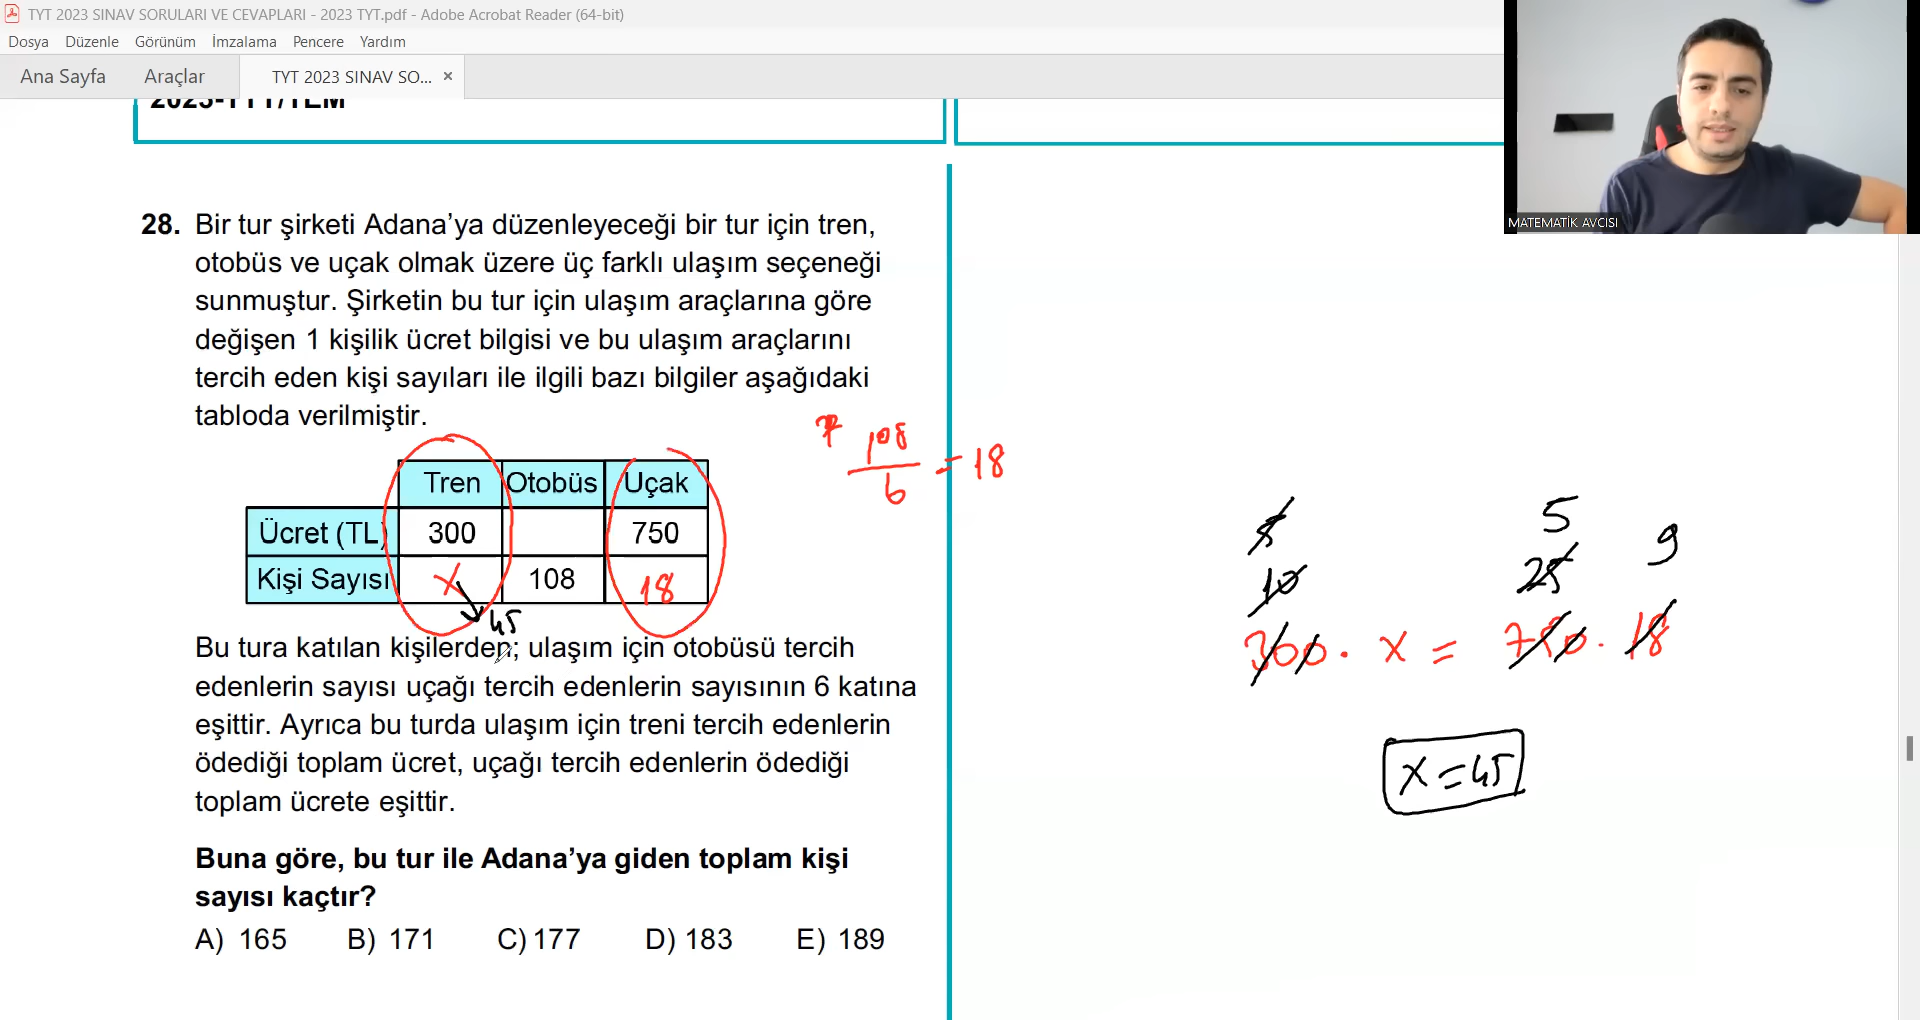 TYT 2023 SINAV SORULARI VE CEVAPLARI - 2023 TYT.pdf - Adobe Acrobat Reader (64-bit)
Dosya Düzenle Görünüm İmzalama Pencere Yardım
Ana Sayfa Araçlar TYT 2023 SINAV SO... ×
MATEMATİK AVCISI
28. Bir tur şirketi Adana'ya düzenleyeceği bir tur için tren,
otobüs ve uçak olmak üzere üç farklı ulaşım seçeneği
sunmuştur. Şirketin bu tur için ulaşım araçlarına göre
değişen 1 kişilik ücret bilgisi ve bu ulaşım araçlarını
tercih eden kişi sayıları ile ilgili bazı bilgiler aşağıdaki
tabloda verilmiştir.
108
6
= 18
Tren Otobüs Uçak
Ücret (TL) 300 750
Kişi Sayısı x 108 18
45
Bu tura katılan kişilerden; ulaşım için otobüsü tercih
edenlerin sayısı uçağı tercih edenlerin sayısının 6 katına
eşittir. Ayrıca bu turda ulaşım için treni tercih edenlerin
ödediği toplam ücret, uçağı tercih edenlerin ödediği
toplam ücrete eşittir.
Buna göre, bu tur ile Adana'ya giden toplam kişi
sayısı kaçtır?
A) 165 B) 171 C) 177 D) 183 E) 189
5 9
10 25
300 . x = 750 . 18
x = 45